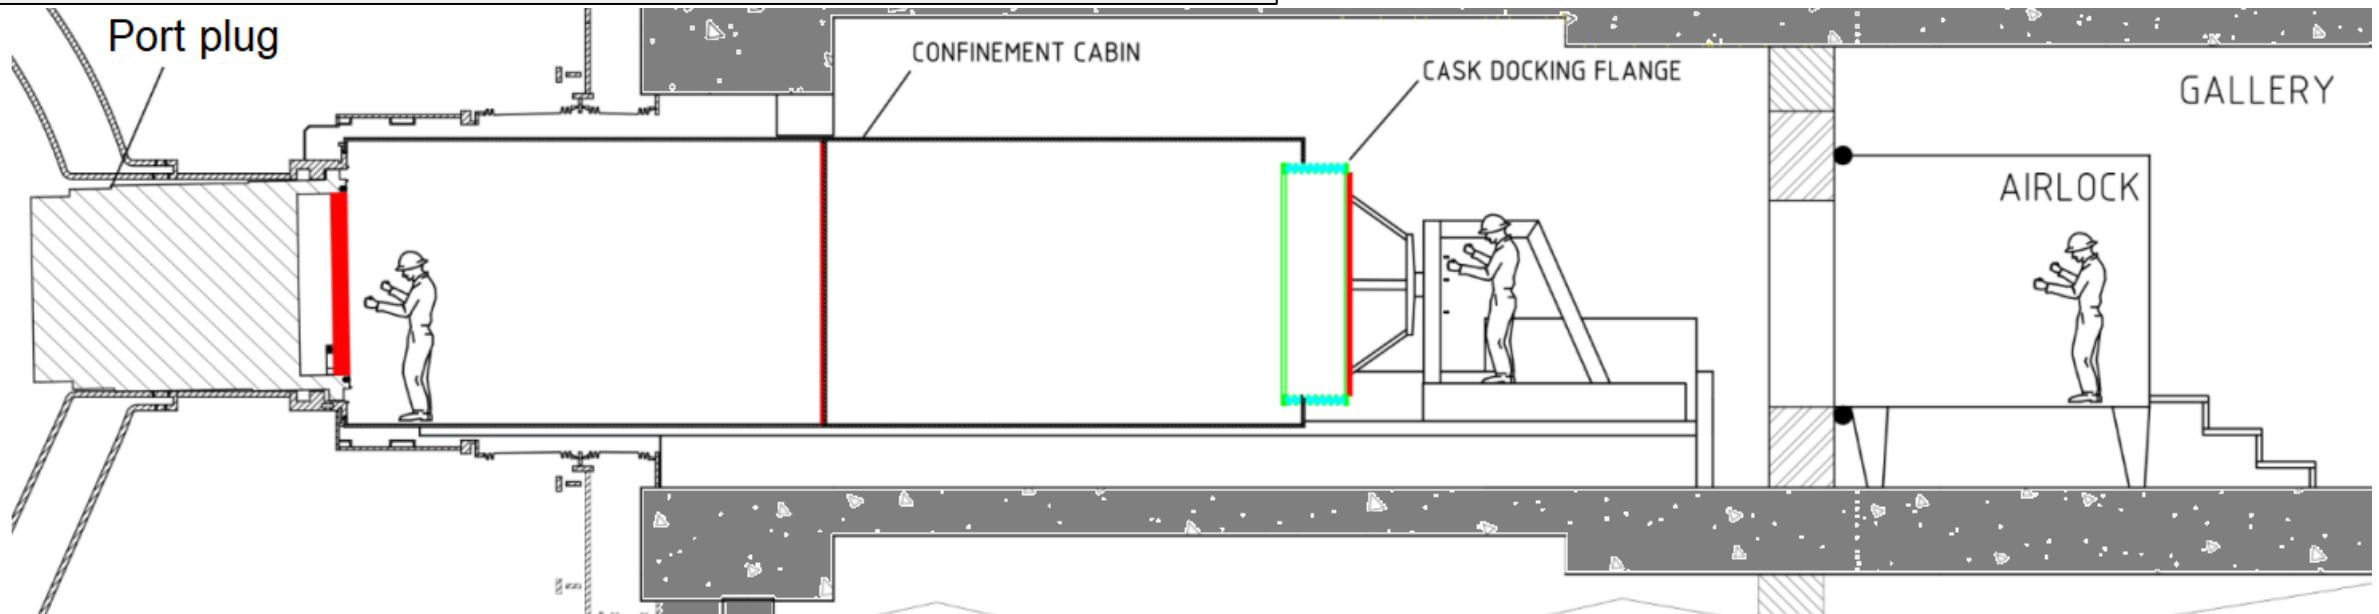 Port plug
CONFINEMENT CABIN
CASK DOCKING FLANGE
GALLERY
AIRLOCK